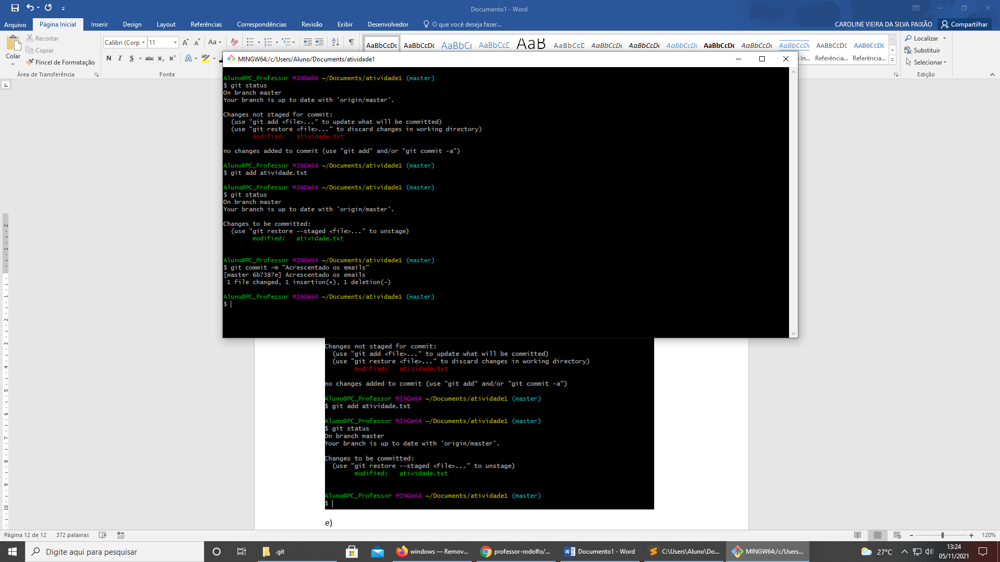 Documento1 - Word
Arquivo Página Inicial Inserir Design Layout Referências Correspondências Revisão Exibir Desenvolvedor O que você deseja fazer... CAROLINE VIEIRA DA SILVA PAIXÃO Compartilhar
Colar
Recortar
Copiar
Pincel de Formatação
Área de Transferência
Calibri (Corp 11
Aa
N I S abc x₂ x²
Fonte
AaBbCcDc AaBbCcDc AaBbCc AaBbCcD AaB AaBbCcD AaBbCcDc AaBbCcDc AaBbCcDc AaBbCcDc AaBbCcDc AaBbCcDc AABBCCDD AABBCCDD
Referência... Referência...
Localizar
Substituir
Selecionar
Edição
MINGW64:/c/Users/Aluno/Documents/atividade1
Aluno@PC_Professor MINGW64 ~/Documents/atividade1 (master)
$ git status
On branch master
Your branch is up to date with 'origin/master'.
Changes not staged for commit:
(use "git add <file>..." to update what will be committed)
(use "git restore <file>..." to discard changes in working directory)
modified: atividade.txt
no changes added to commit (use "git add" and/or "git commit -a")
Aluno@PC_Professor MINGW64 ~/Documents/atividade1 (master)
$ git add atividade.txt
Aluno@PC_Professor MINGW64 ~/Documents/atividade1 (master)
$ git status
On branch master
Your branch is up to date with 'origin/master'.
Changes to be committed:
(use "git restore --staged <file>..." to unstage)
modified: atividade.txt
Aluno@PC_Professor MINGW64 ~/Documents/atividade1 (master)
$ git commit -m "Acrescentado os emails"
[master 6b7387e] Acrescentado os emails
1 file changed, 1 insertion(+), 1 deletion(-)
Aluno@PC_Professor MINGW64 ~/Documents/atividade1 (master)
$
Changes not staged for commit:
(use "git add <file>..." to update what will be committed)
(use "git restore <file>..." to discard changes in working directory)
modified: atividade.txt
no changes added to commit (use "git add" and/or "git commit -a")
Aluno@PC_Professor MINGW64 ~/Documents/atividade1 (master)
$ git add atividade.txt
Aluno@PC_Professor MINGW64 ~/Documents/atividade1 (master)
$ git status
On branch master
Your branch is up to date with 'origin/master'.
Changes to be committed:
(use "git restore --staged <file>..." to unstage)
modified: atividade.txt
Aluno@PC_Professor MINGW64 ~/Documents/atividade1 (master)
$
e)
Página 12 de 12 372 palavras 120%
Digite aqui para pesquisar .git windows — Remov... professor-rodolfo/... Documento1 - Word C:\Users\Aluno\Do... MINGW64:/c/Users... 27°C 13:24
05/11/2021